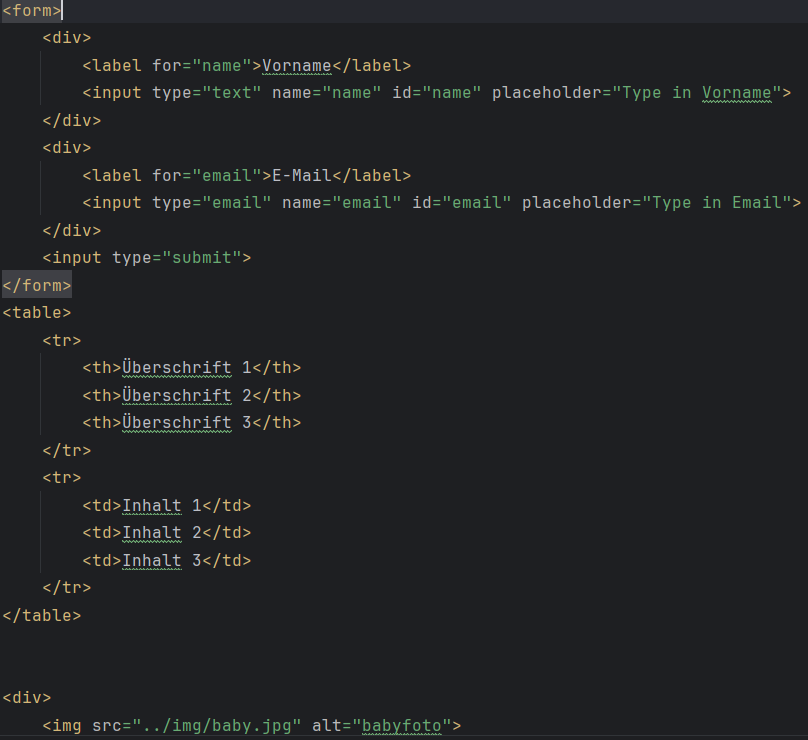 <form>
    <div>
        <label for="name">Vorname</label>
        <input type="text" name="name" id="name" placeholder="Type in Vorname">
    </div>
    <div>
        <label for="email">E-Mail</label>
        <input type="email" name="email" id="email" placeholder="Type in Email">
    </div>
    <input type="submit">
</form>
<table>
    <tr>
        <th>Überschrift 1</th>
        <th>Überschrift 2</th>
        <th>Überschrift 3</th>
    </tr>
    <tr>
        <td>Inhalt 1</td>
        <td>Inhalt 2</td>
        <td>Inhalt 3</td>
    </tr>
</table>
<div>
    <img src="../img/baby.jpg" alt="babyfoto">